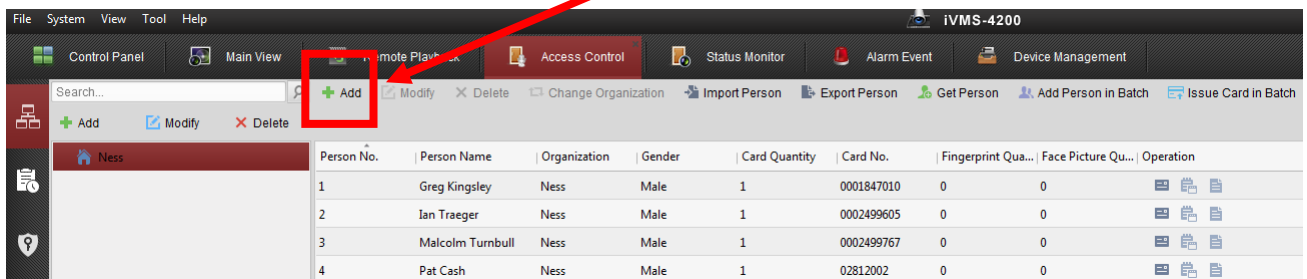 File System View Tool Help iVMS-4200
Control Panel Main View Remote Playback Access Control Status Monitor Alarm Event Device Management
Search... Add Modify Delete Change Organization Import Person Export Person Get Person Add Person in Batch Issue Card in Batch
Add Modify Delete
Ness Person No. Person Name Organization Gender Card Quantity Card No. Fingerprint Qua... Face Picture Qu... Operation
1 Greg Kingsley Ness Male 1 0001847010 0 0
2 Ian Traeger Ness Male 1 0002499605 0 0
3 Malcolm Turnbull Ness Male 1 0002499767 0 0
4 Pat Cash Ness Male 1 02812002 0 0